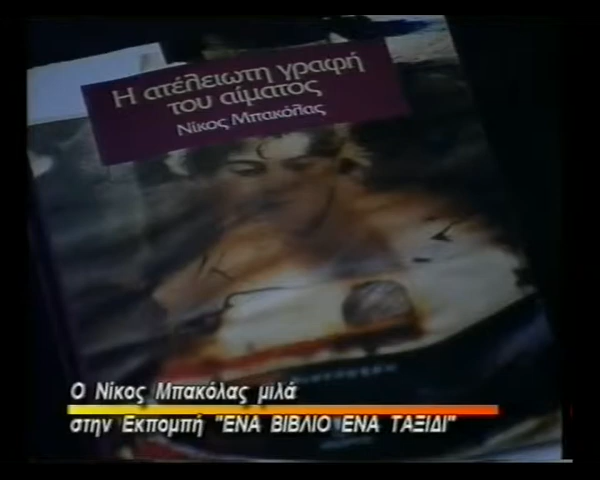 Η ατέλειωτη γραφή
του αίματος
Νίκος Μπακόλας
Ο Νίκος Μπακόλας μιλά
στην Εκπομπή "ΕΝΑ ΒΙΒΛΙΟ ΕΝΑ ΤΑΞΙΔΙ"